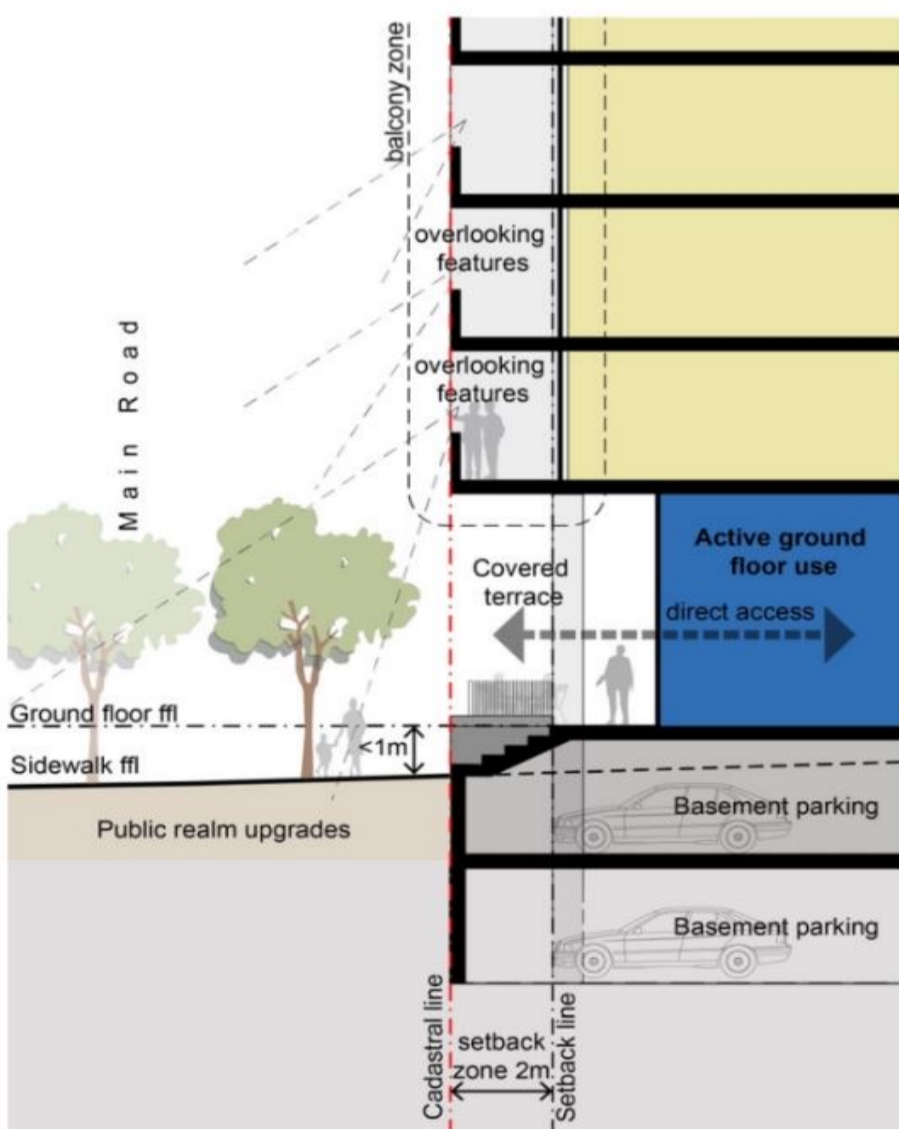 balcony zone
overlooking
features
Main Road
overlooking
features
Active ground
floor use
Covered
terrace
direct access
Ground floor ffl
<1m
Sidewalk ffl
Basement parking
Public realm upgrades
Basement parking
Cadastral line
setback
zone 2m
Setback line